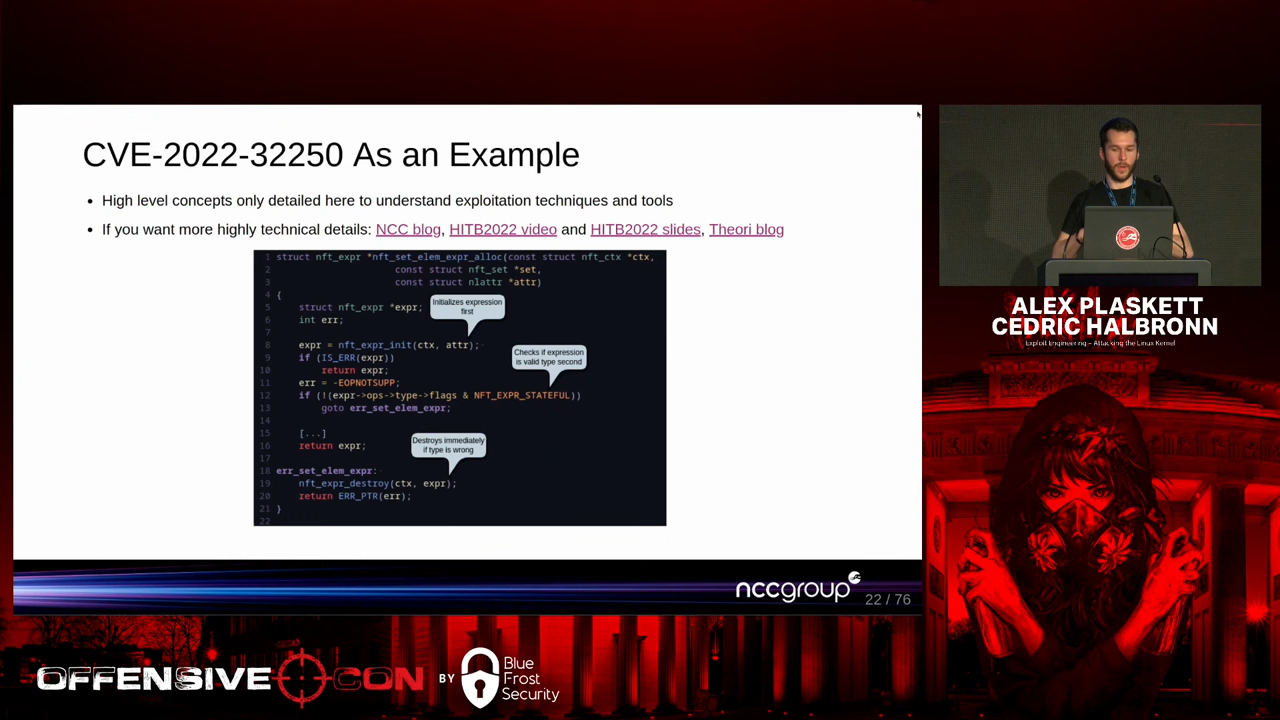 CVE-2022-32250 As an Example
• High level concepts only detailed here to understand exploitation techniques and tools
• If you want more highly technical details: NCC blog, HITB2022 video and HITB2022 slides, Theori blog
1 struct nft_expr *nft_set_elem_expr_alloc(const struct nft_ctx *ctx,
2 const struct nft_set *set,
3 const struct nlattr *attr)
4 {
5 struct nft_expr *expr;
6 int err;
7
8 expr = nft_expr_init(ctx, attr);
9 if (IS_ERR(expr))
10 return expr;
11 err = -EOPNOTSUPP;
12 if (!(expr->ops->type->flags & NFT_EXPR_STATEFUL))
13 goto err_set_elem_expr;
14
15 [...]
16 return expr;
17
18 err_set_elem_expr:
19 nft_expr_destroy(ctx, expr);
20 return ERR_PTR(err);
21 }
22
Initializes expression
first
Checks if expression
is valid type second
Destroys immediately
if type is wrong
nccgroup
22 / 76
ALEX PLASKETT
CEDRIC HALBRONN
Exploit Engineering – Attacking the Linux Kernel
OFFENSIVE CON
BY
Blue
Frost
Security